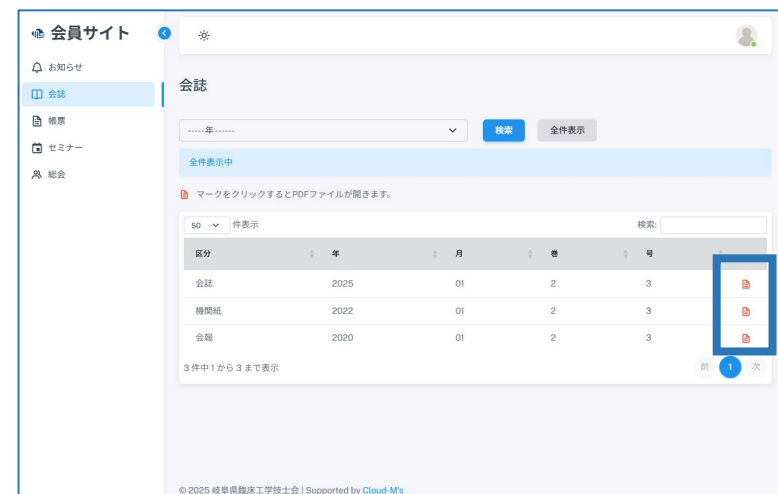 会員サイト
お知らせ
会誌
帳票
セミナー
総会
会誌
-----年------
検索
全件表示
全件表示中
マークをクリックするとPDFファイルが開きます。
50 件表示
検索:
区分 年 月 巻 号
会誌 2025 01 2 3
機関紙 2022 01 2 3
会報 2020 01 2 3
3 件中 1 から 3 まで表示
前 1 次
© 2025 岐阜県臨床工学技士会 | Supported by Cloud-M's